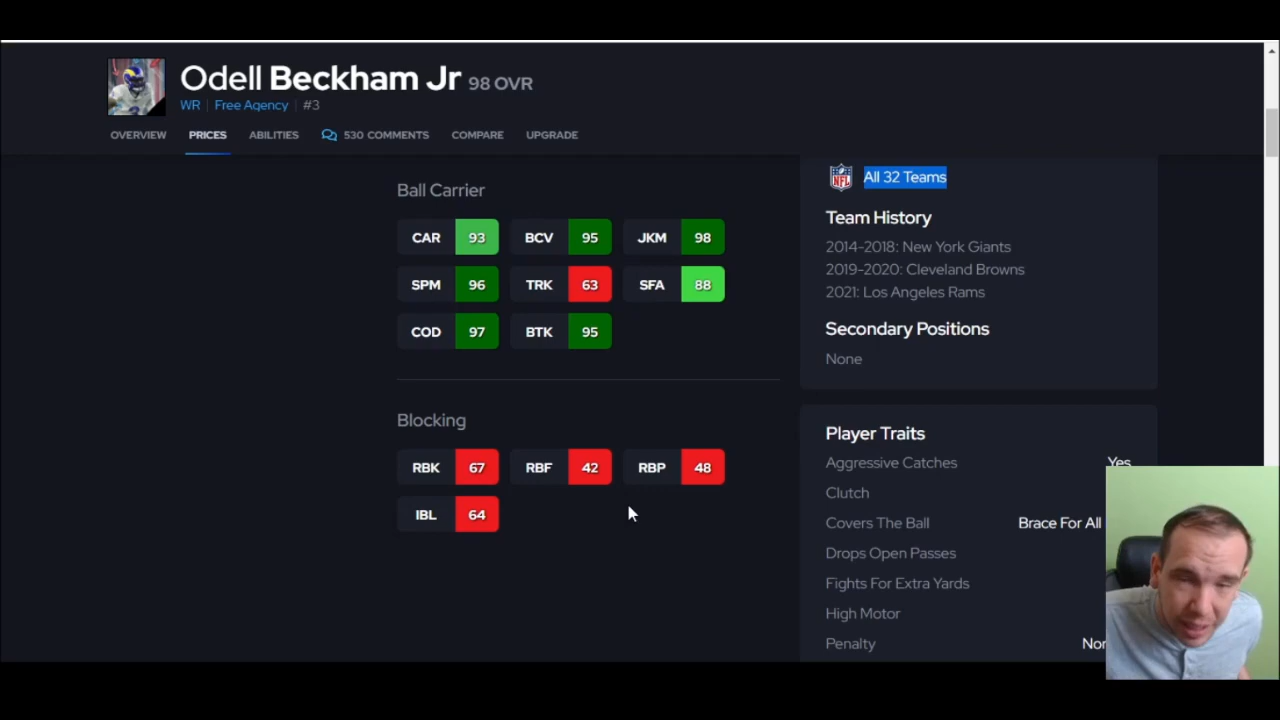 Odell Beckham Jr 98 OVR
WR | Free Agency | #3
OVERVIEW PRICES ABILITIES 530 COMMENTS COMPARE UPGRADE
Ball Carrier
CAR 93 BCV 95 JKM 98
SPM 96 TRK 63 SFA 88
COD 97 BTK 95
Blocking
RBK 67 RBF 42 RBP 48
IBL 64
NFL
All 32 Teams
Team History
2014-2018: New York Giants
2019-2020: Cleveland Browns
2021: Los Angeles Rams
Secondary Positions
None
Player Traits
Aggressive Catches Yes
Clutch
Covers The Ball Brace For All
Drops Open Passes
Fights For Extra Yards
High Motor
Penalty